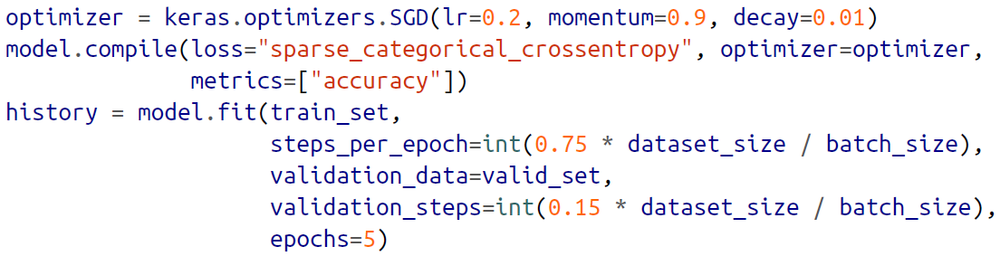 optimizer = keras.optimizers.SGD(lr=0.2, momentum=0.9, decay=0.01)
model.compile(loss="sparse_categorical_crossentropy", optimizer=optimizer,
              metrics=["accuracy"])
history = model.fit(train_set,
                    steps_per_epoch=int(0.75 * dataset_size / batch_size),
                    validation_data=valid_set,
                    validation_steps=int(0.15 * dataset_size / batch_size),
                    epochs=5)